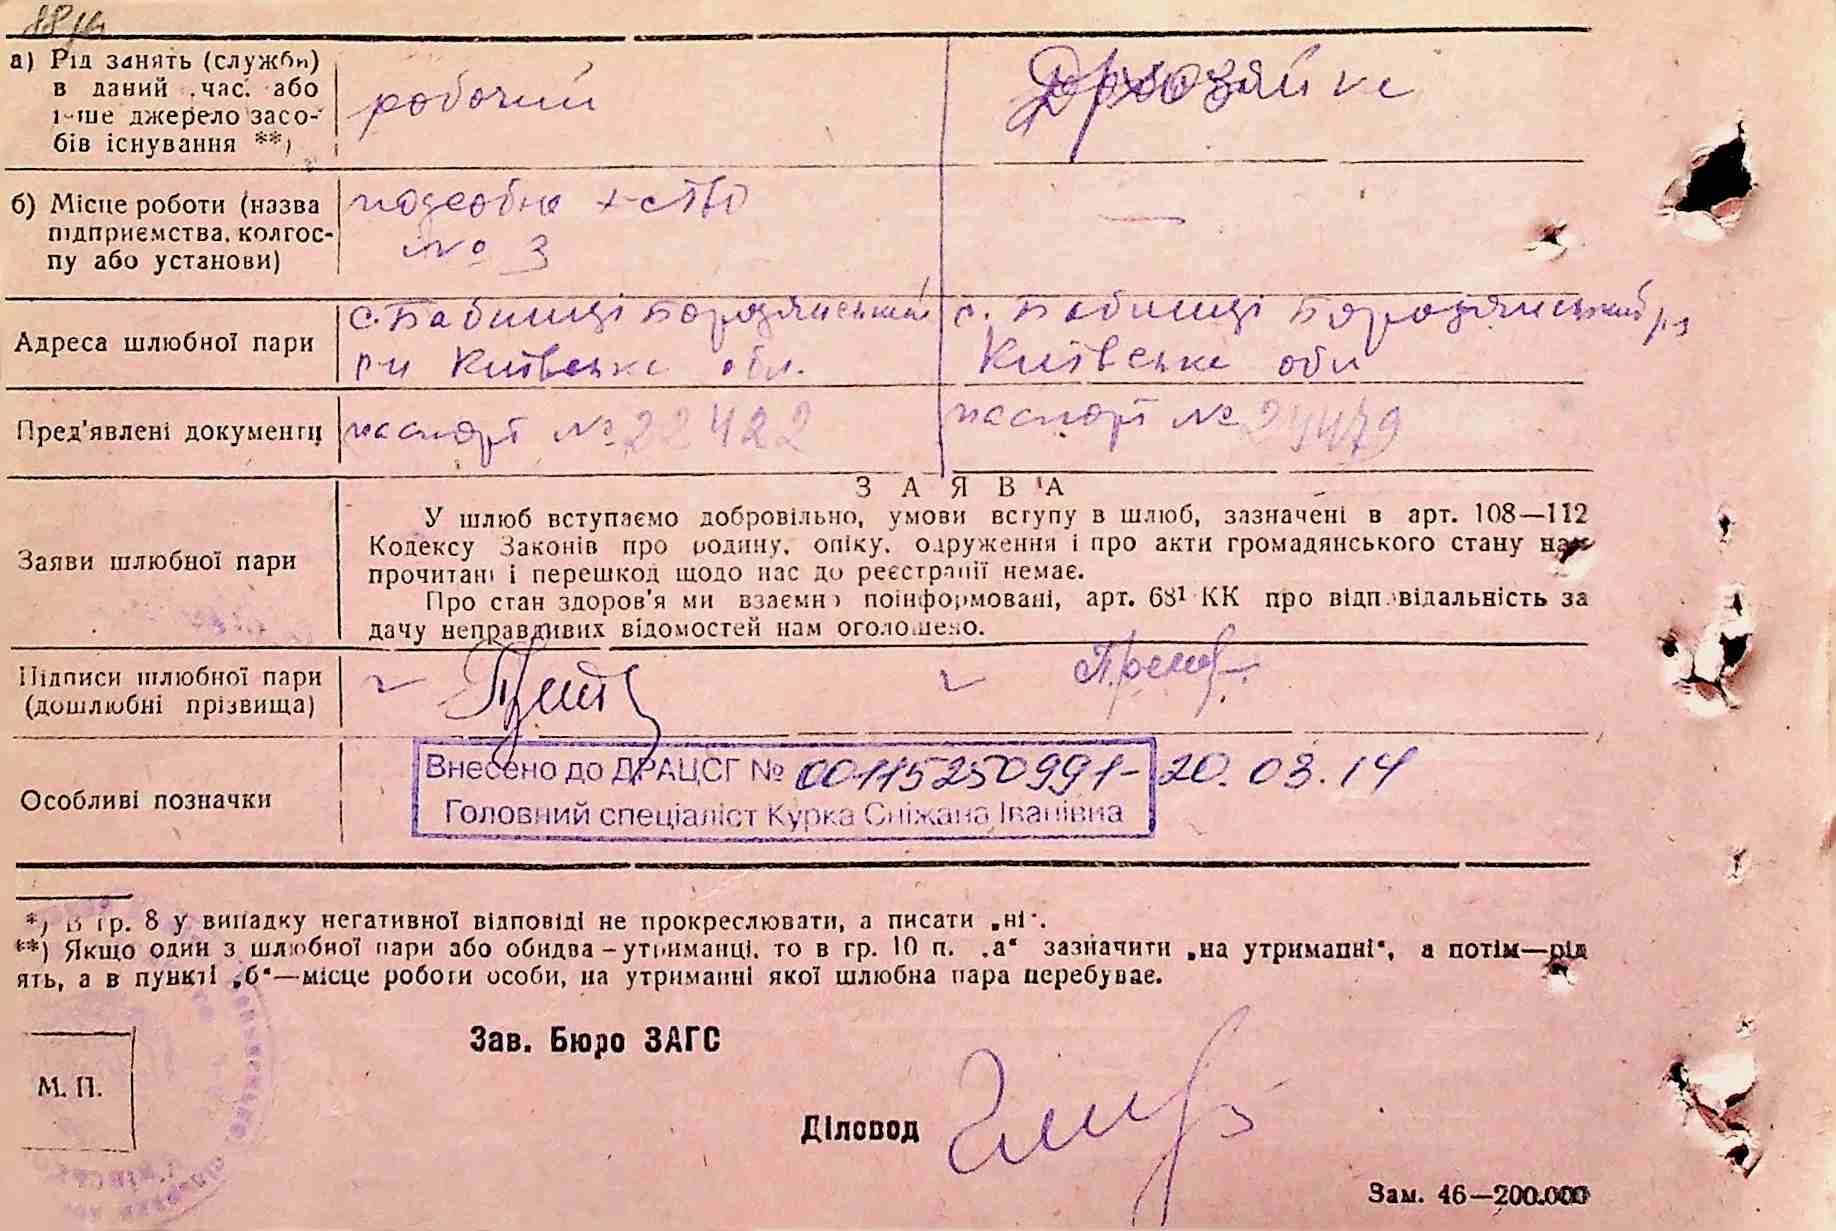 а) Рід занять (служби)
в даний час, або
інше джерело засо-
бів існування **)
робочий
б) Місце роботи (назва
підприємства, колгос-
пу або установи)
подсобне х-ство
№ 3
—
Адреса шлюбної пари
с. Бабинці Бородянський
р-н Київська обл.
с. Бабинці Бородянський р-н
Київська обл
Пред'явлені документи
паспорт № 22422
паспорт № 29479
Заяви шлюбної пари
ЗАЯВА
У шлюб вступаємо добровільно, умови вступу в шлюб, зазначені в арт. 108—112
Кодексу Законів про родину, опіку, одруження і про акти громадянського стану нам
прочитані і перешкод щодо нас до реєстрації немає.
Про стан здоров'я ми взаємно поінформовані, арт. 68¹ КК про відповідальність за
дачу неправдивих відомостей нам оголошено.
Підписи шлюбної пари
(дошлюбні прізвища)
Особливі позначки
Внесено до ДРАЦСГ № 00115250991- 20.03.14
Головний спеціаліст Курка Сніжана Іванівна
*) В гр. 8 у випадку негативної відповіді не прокреслювати, а писати „ні“.
**) Якщо один з шлюбної пари або обидва – утриманці, то в гр. 10 п. „а“ зазначити „на утриманні“, а потім—рід
ять, а в пункті „б“—місце роботи особи, на утриманні якої шлюбна пара перебуває.
Зав. Бюро ЗАГС
М. П.
Діловод
Зам. 46—200.000